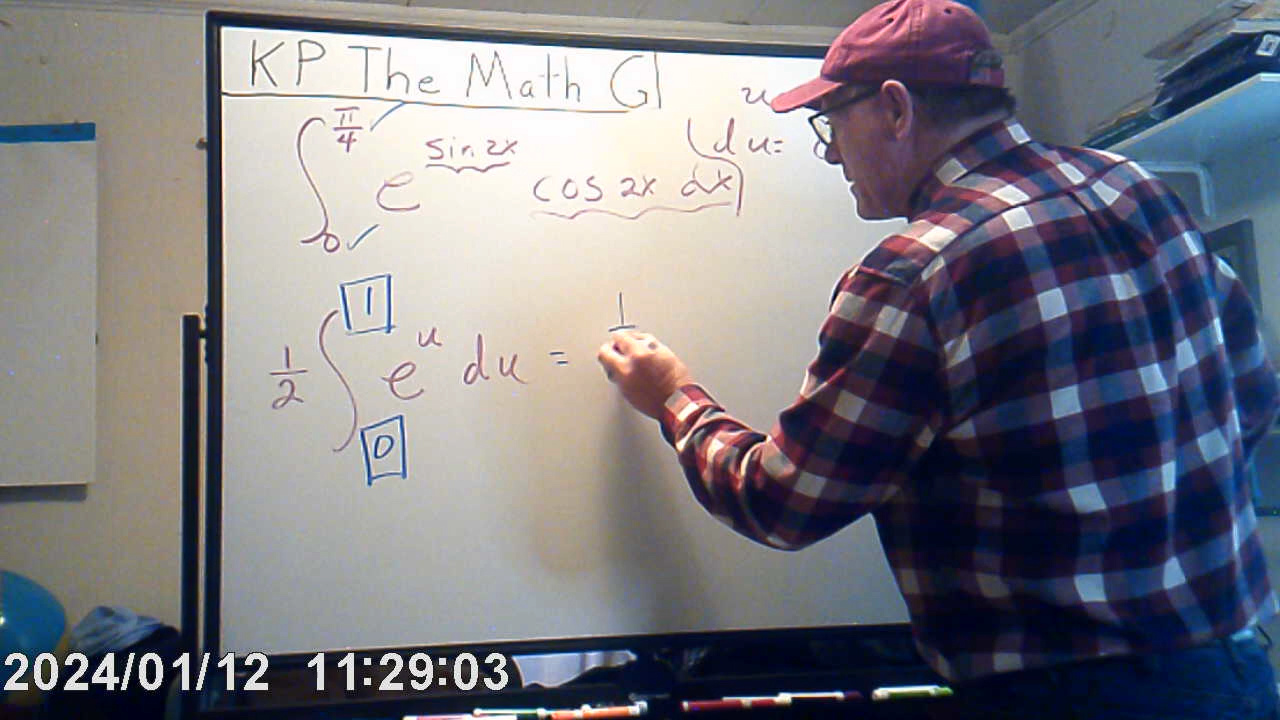 KP The Math G
∫ π/4 0 e^sin 2x cos 2x dx
u
du=
1/2 ∫ 1 0 e^u du = 1
2024/01/12 11:29:03